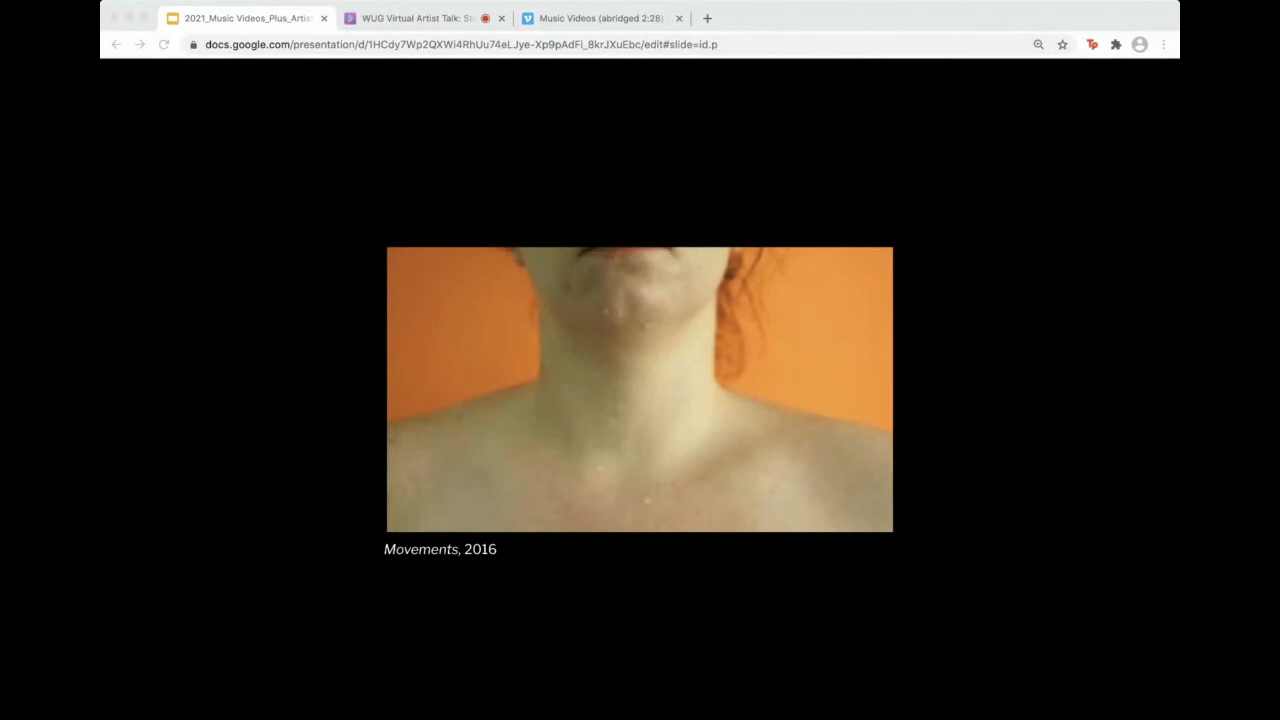 2021_Music Videos_Plus_Artis
WUG Virtual Artist Talk: St
Music Videos (abridged 2:28)
docs.google.com/presentation/d/1HCdy7Wp2QXWi4RhUu74eLJye-Xp9pAdFi_8krJXuEbc/edit#slide=id.p
Tp
Movements, 2016